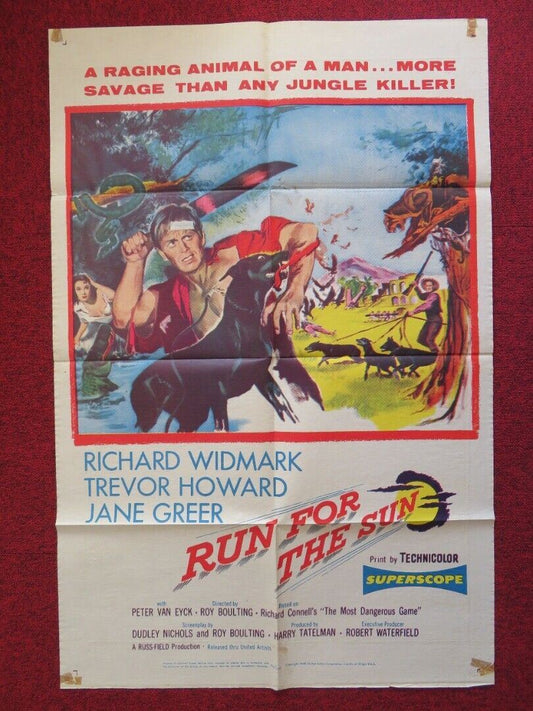 A RAGING ANIMAL OF A MAN...MORE
SAVAGE THAN ANY JUNGLE KILLER!
RICHARD WIDMARK
TREVOR HOWARD
JANE GREER
RUN FOR
THE SUN
Print by TECHNICOLOR
SUPERSCOPE
with
PETER VAN EYCK · Directed by ROY BOULTING · Based on Richard Connell's "The Most Dangerous Game"
Screenplay by DUDLEY NICHOLS and ROY BOULTING · Produced by HARRY TATELMAN · Executive Producer ROBERT WATERFIELD
A RUSS-FIELD Production · Released thru United Artists